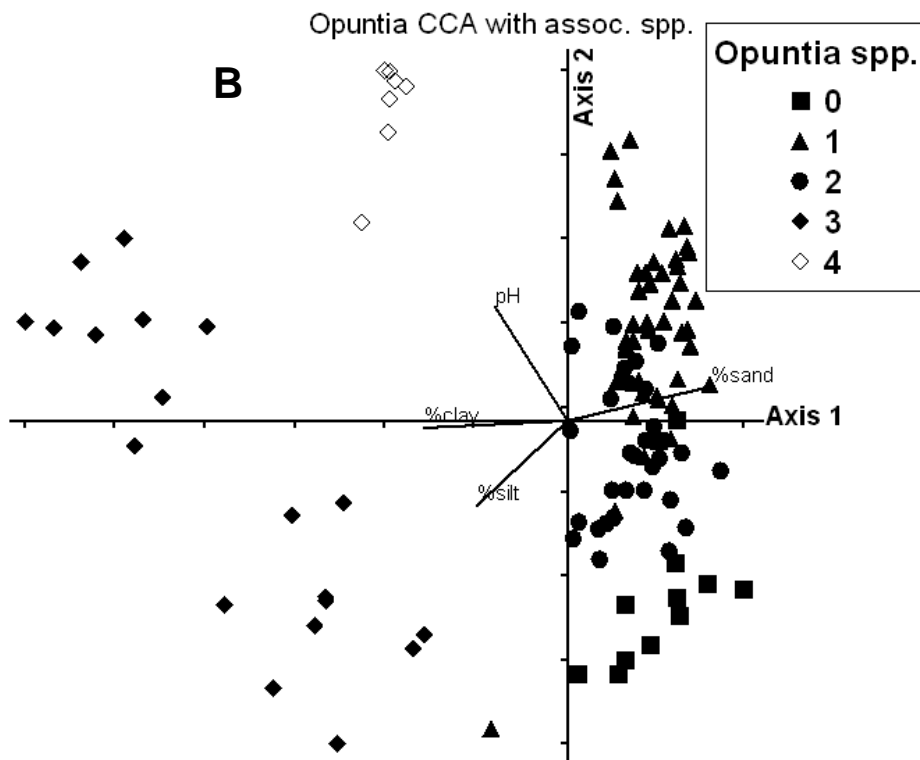 Opuntia CCA with assoc. spp.
B
Axis 2
Opuntia spp.
0
1
2
3
4
pH
%sand
%clay
Axis 1
%silt